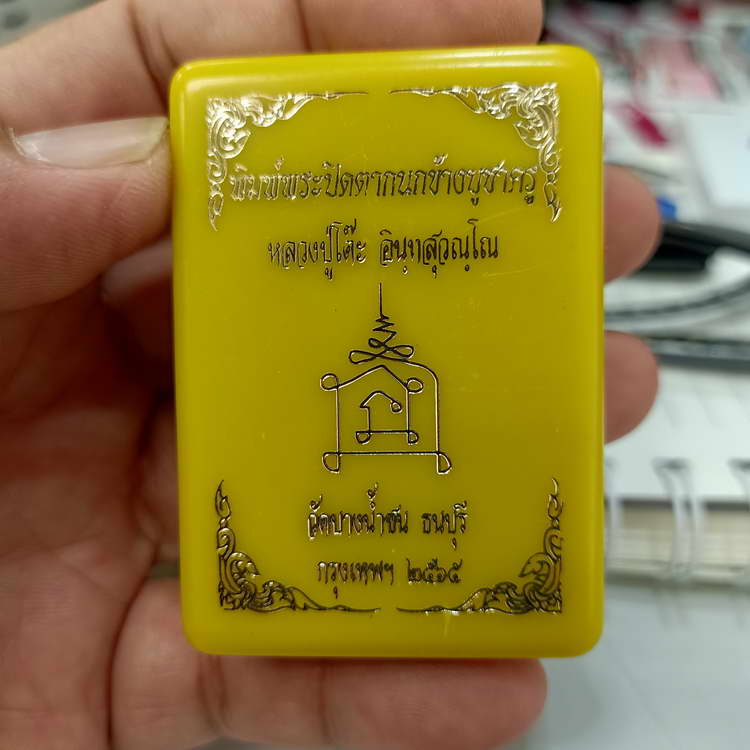 พิมพ์พระปิดตากนกข้างบูชาครู
หลวงปู่โต๊ะ อินฺทสุวณฺโณ
วัดบางน้ำชน ธนบุรี
กรุงเทพฯ ๒๕๖๕